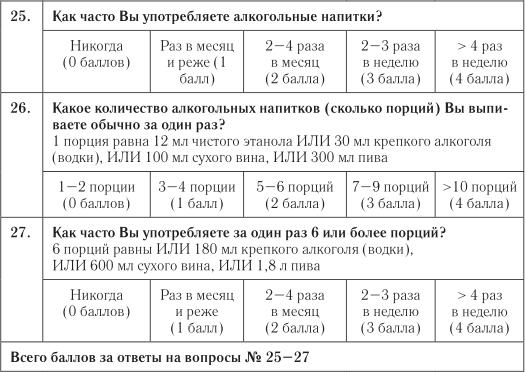 25. Как часто Вы употребляете алкогольные напитки?
Никогда (0 баллов)
Раз в месяц и реже (1 балл)
2–4 раза в месяц (2 балла)
2–3 раза в неделю (3 балла)
> 4 раз в неделю (4 балла)
26. Какое количество алкогольных напитков (сколько порций) Вы выпи-
ваете обычно за один раз?
1 порция равна 12 мл чистого этанола ИЛИ 30 мл крепкого алкоголя
(водки), ИЛИ 100 мл сухого вина, ИЛИ 300 мл пива
1–2 порции (0 баллов)
3–4 порции (1 балл)
5–6 порций (2 балла)
7–9 порций (3 балла)
>10 порций (4 балла)
27. Как часто Вы употребляете за один раз 6 или более порций?
6 порций равны ИЛИ 180 мл крепкого алкоголя (водки),
ИЛИ 600 мл сухого вина, ИЛИ 1,8 л пива
Никогда (0 баллов)
Раз в месяц и реже (1 балл)
2–4 раза в месяц (2 балла)
2–3 раза в неделю (3 балла)
> 4 раз в неделю (4 балла)
Всего баллов за ответы на вопросы № 25–27